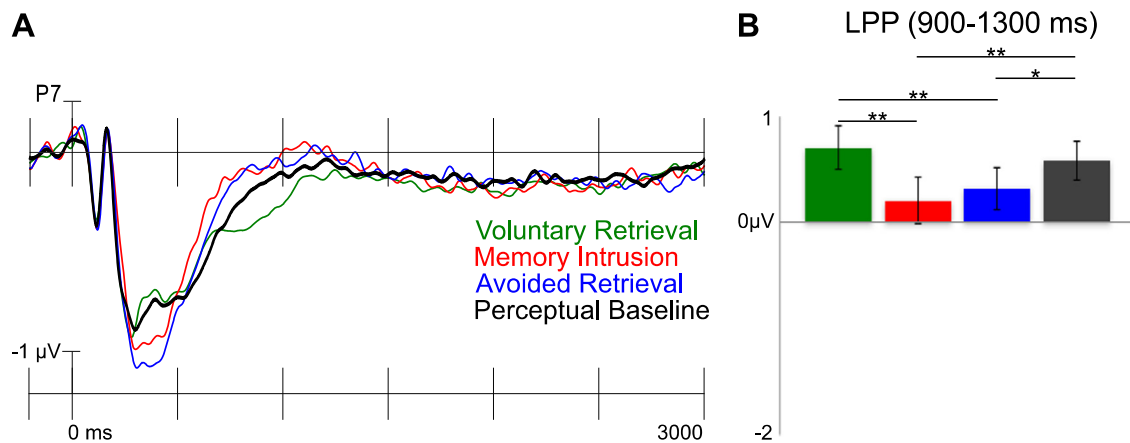 A
P7
-1 µV
0 ms
3000
Voluntary Retrieval
Memory Intrusion
Avoided Retrieval
Perceptual Baseline
B
LPP (900-1300 ms)
**
*
**
**
1
0µV
-2